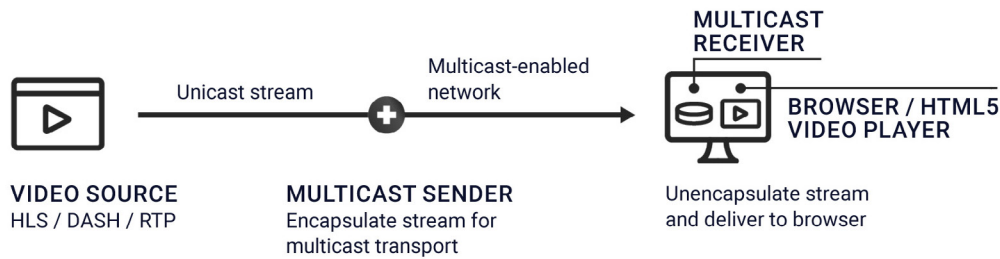 MULTICAST
RECEIVER
Unicast stream
Multicast-enabled
network
BROWSER / HTML5
VIDEO PLAYER
VIDEO SOURCE
HLS / DASH / RTP
MULTICAST SENDER
Encapsulate stream for
multicast transport
Unencapsulate stream
and deliver to browser